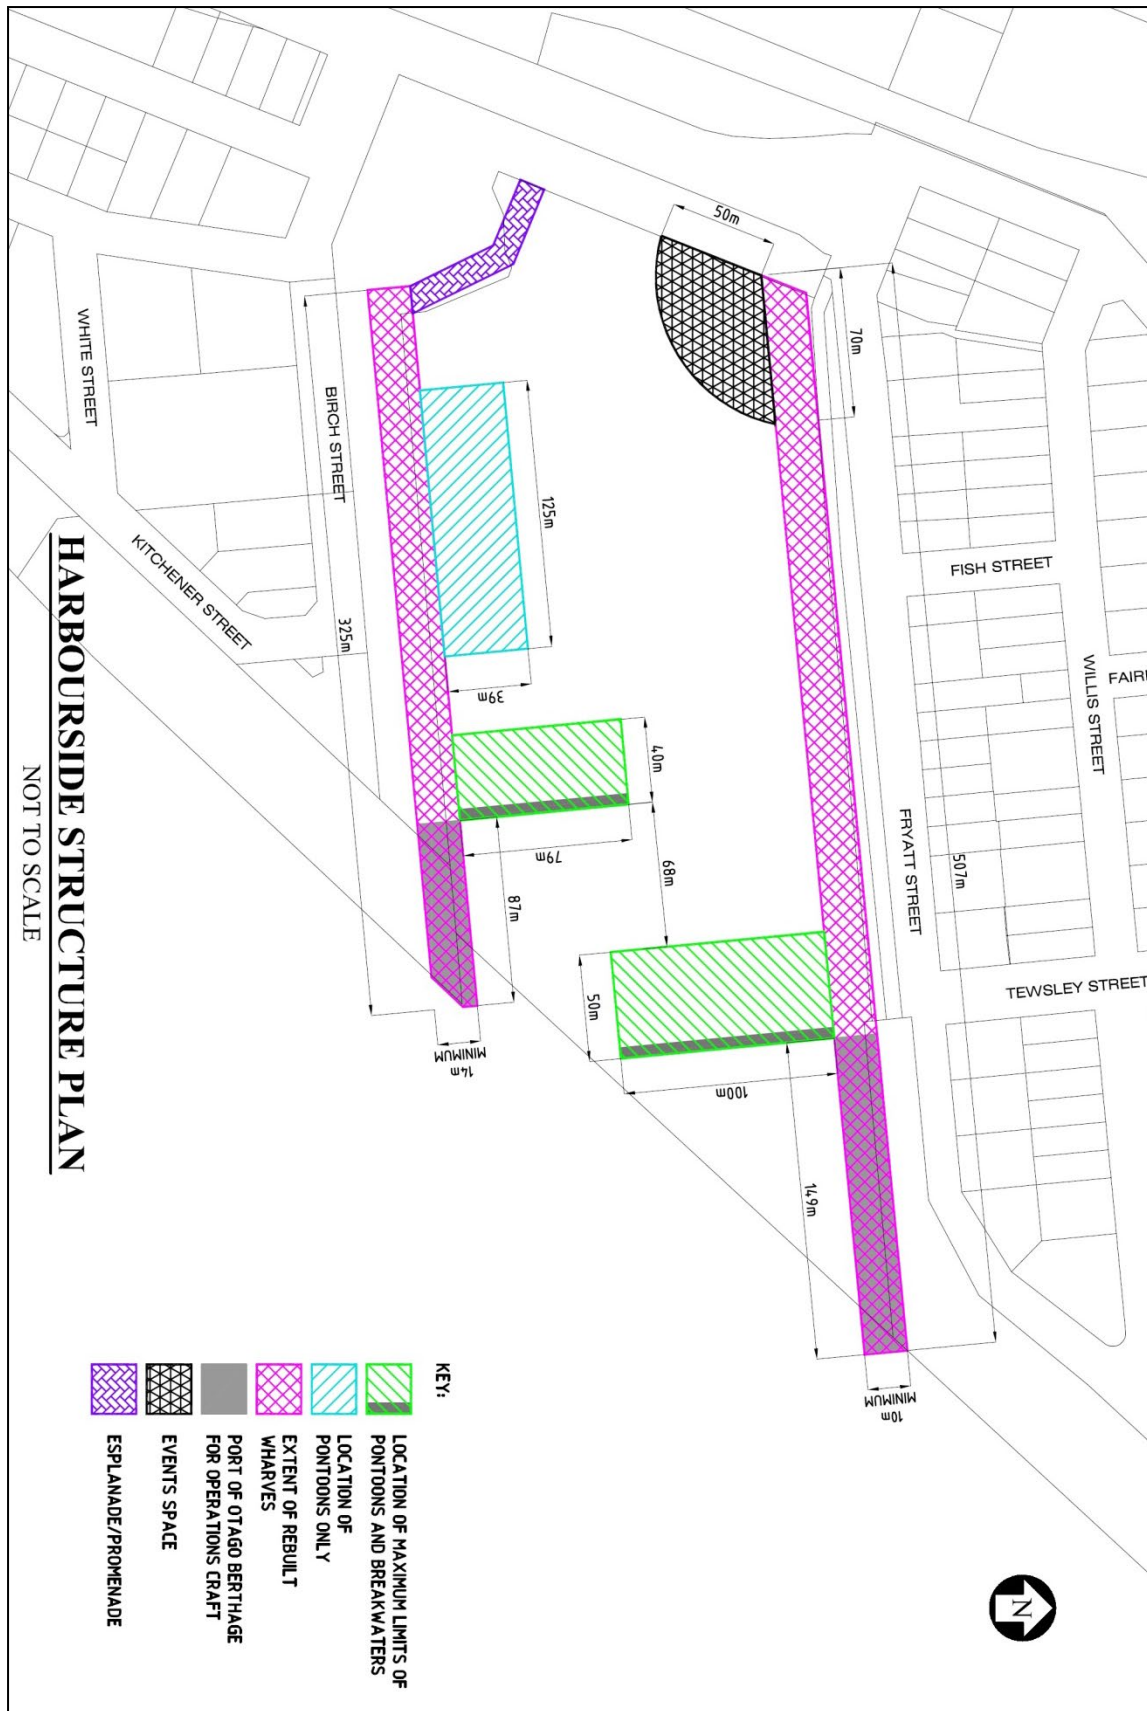 HARBOURSIDE STRUCTURE PLAN
NOT TO SCALE
WHITE STREET
BIRCH STREET
KITCHENER STREET
FISH STREET
WILLIS STREET
FRYATT STREET
TEWSLEY STREET
50m
70m
125m
39m
325m
40m
79m
68m
87m
14m
MINIMUM
507m
50m
100m
149m
10m
MINIMUM
KEY:
LOCATION OF MAXIMUM LIMITS OF
PONTOONS AND BREAKWATERS
LOCATION OF
PONTOONS ONLY
EXTENT OF REBUILT
WHARVES
PORT OF OTAGO BERTHAGE
FOR OPERATIONS CRAFT
EVENTS SPACE
ESPLANADE/PROMENADE
N